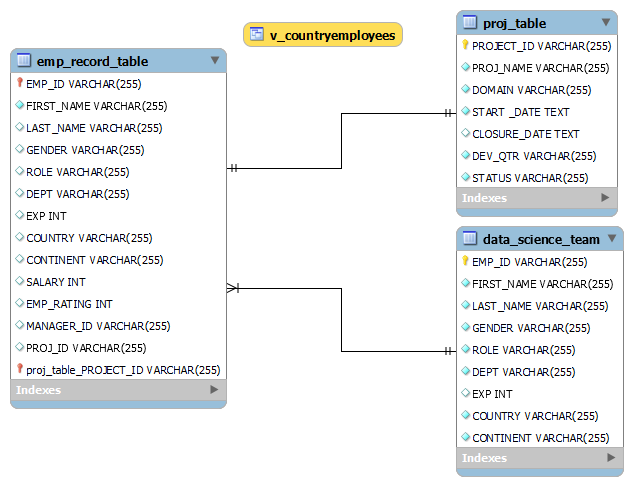 v_countryemployees
emp_record_table
EMP_ID VARCHAR(255)
FIRST_NAME VARCHAR(255)
LAST_NAME VARCHAR(255)
GENDER VARCHAR(255)
ROLE VARCHAR(255)
DEPT VARCHAR(255)
EXP INT
COUNTRY VARCHAR(255)
CONTINENT VARCHAR(255)
SALARY INT
EMP_RATING INT
MANAGER_ID VARCHAR(255)
PROJ_ID VARCHAR(255)
proj_table_PROJECT_ID VARCHAR(255)
Indexes
proj_table
PROJECT_ID VARCHAR(255)
PROJ_NAME VARCHAR(255)
DOMAIN VARCHAR(255)
START _DATE TEXT
CLOSURE_DATE TEXT
DEV_QTR VARCHAR(255)
STATUS VARCHAR(255)
Indexes
data_science_team
EMP_ID VARCHAR(255)
FIRST_NAME VARCHAR(255)
LAST_NAME VARCHAR(255)
GENDER VARCHAR(255)
ROLE VARCHAR(255)
DEPT VARCHAR(255)
EXP INT
COUNTRY VARCHAR(255)
CONTINENT VARCHAR(255)
Indexes